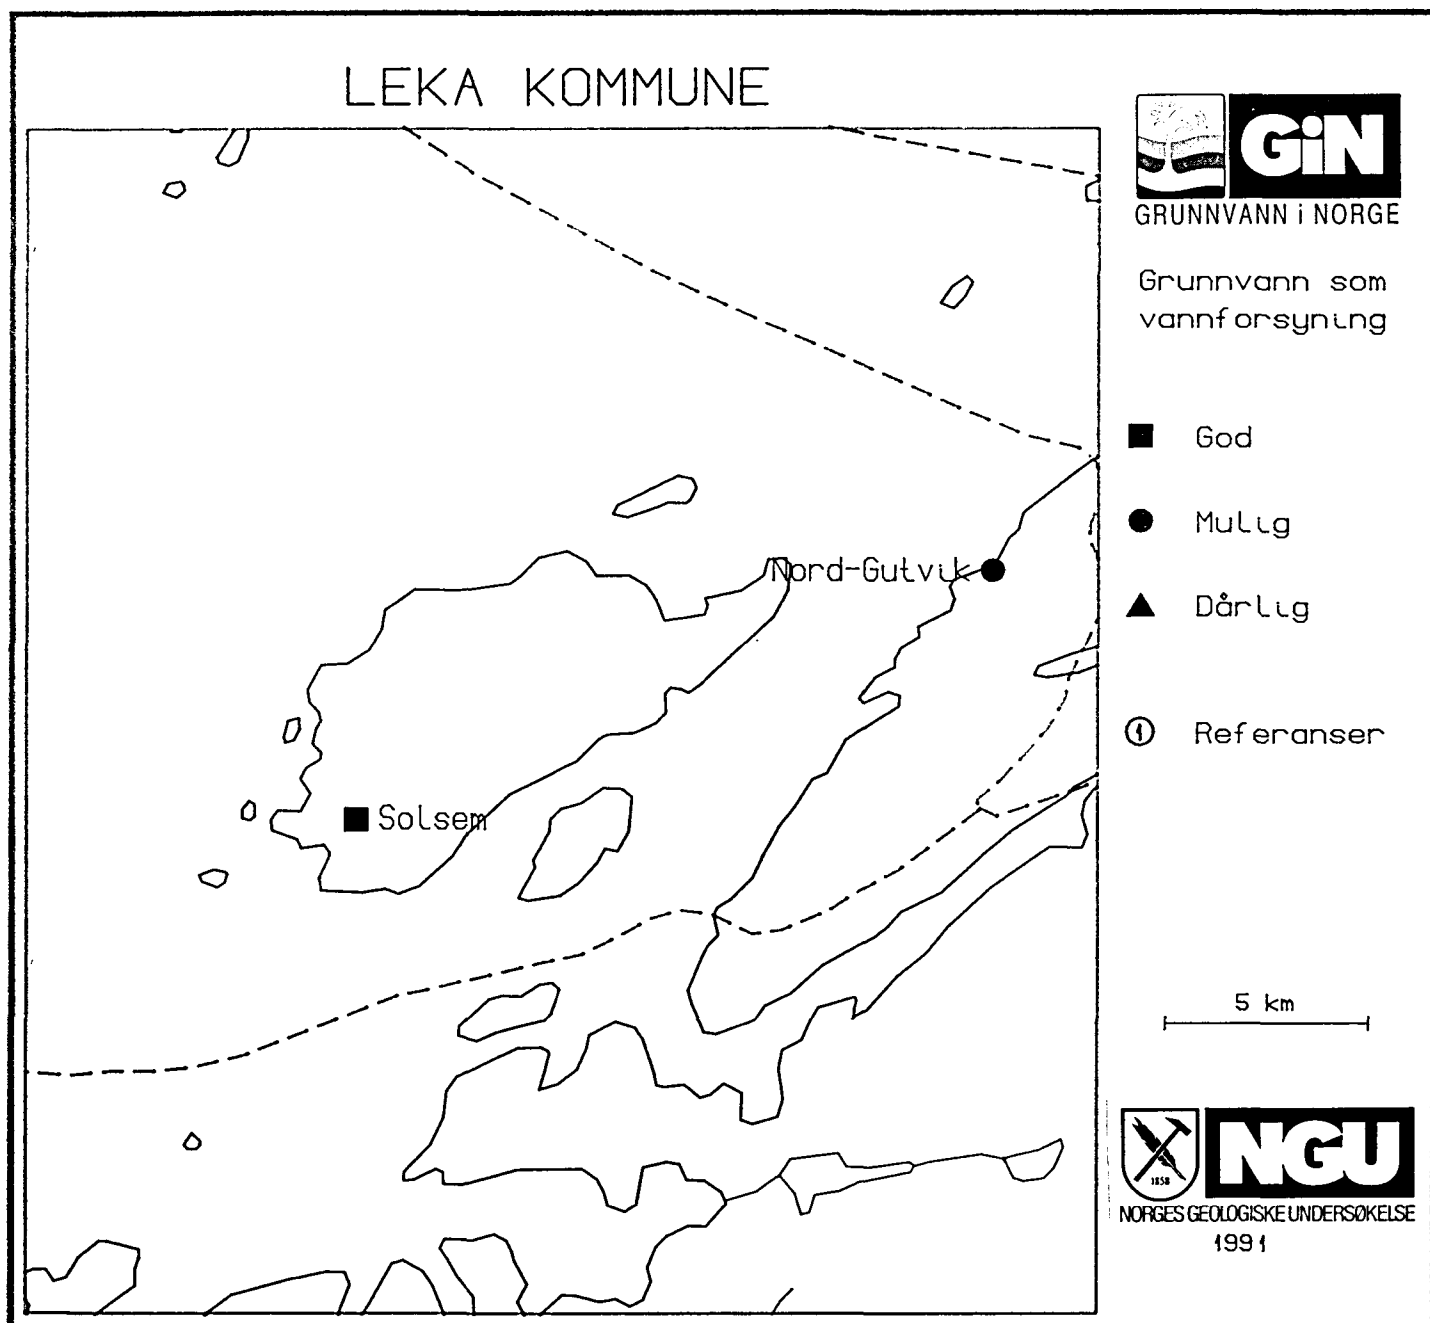 LEKA KOMMUNE
GiN
GRUNNVANN i NORGE
Grunnvann som
vannforsyning
God
Mulig
Dårlig
1 Referanser
Nord-Gutvik
Solsem
5 km
1858
NGU
NORGES GEOLOGISKE UNDERSØKELSE
1991